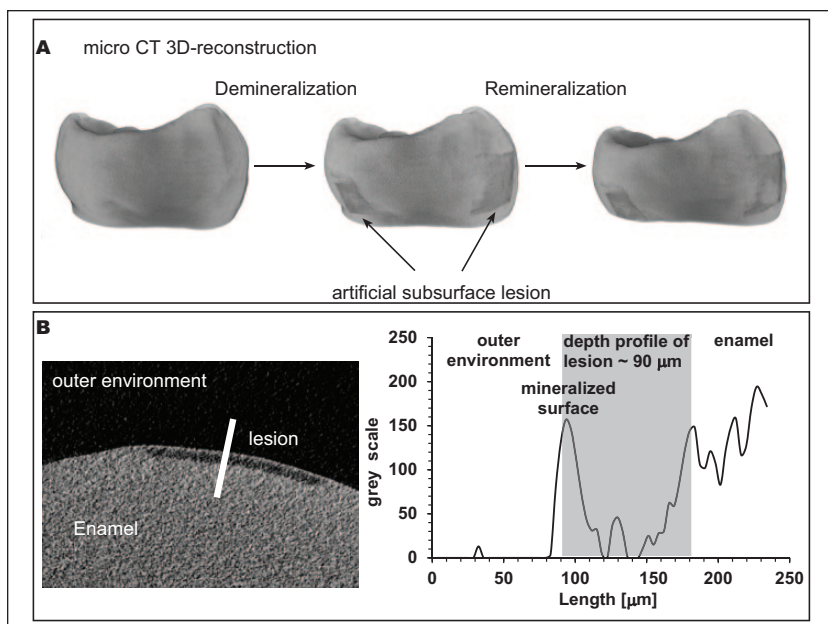 A micro CT 3D-reconstruction
Demineralization
Remineralization
artificial subsurface lesion
B
outer environment
lesion
Enamel
250
200
150
100
50
0
grey scale
outer
environment
depth profile of
lesion ~ 90 µm
enamel
mineralized
surface
0 50 100 150 200 250
Length [µm]